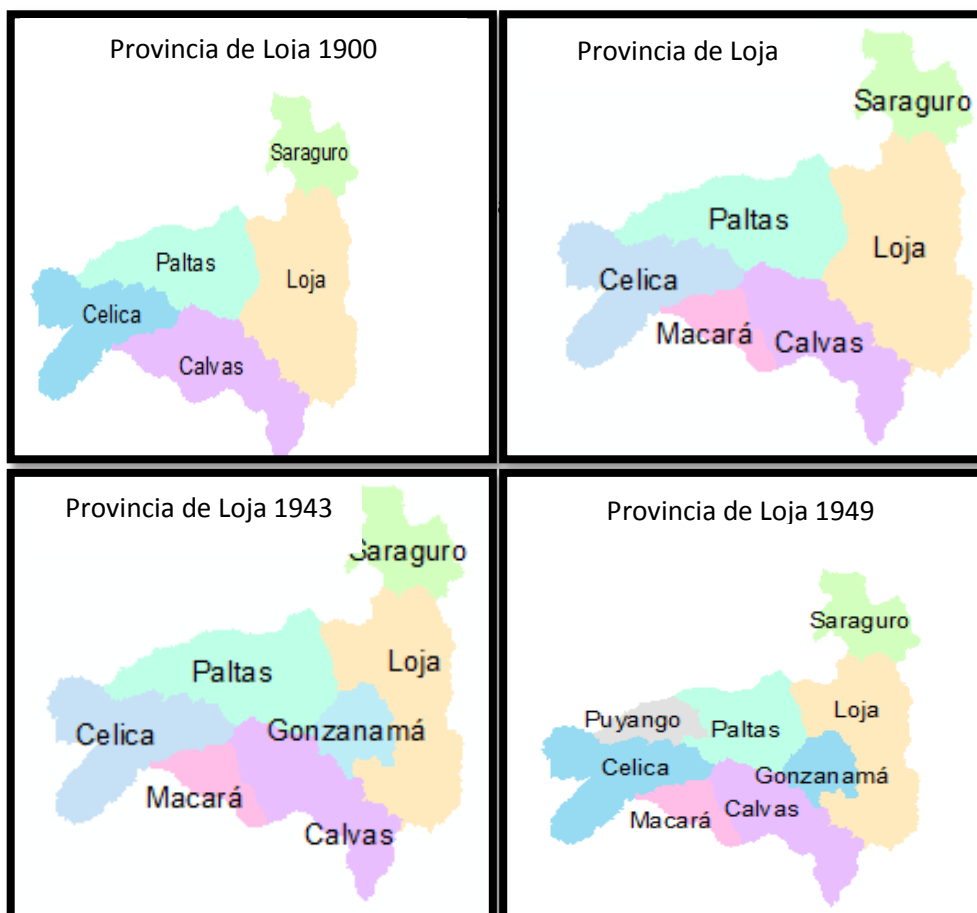 Provincia de Loja 1900
Saraguro
Paltas
Loja
Celica
Calvas
Provincia de Loja
Saraguro
Paltas
Loja
Celica
Macará
Calvas
Provincia de Loja 1943
Saraguro
Loja
Paltas
Gonzanamá
Celica
Macará
Calvas
Provincia de Loja 1949
Saraguro
Loja
Puyango
Paltas
Celica
Gonzanamá
Calvas
Macará